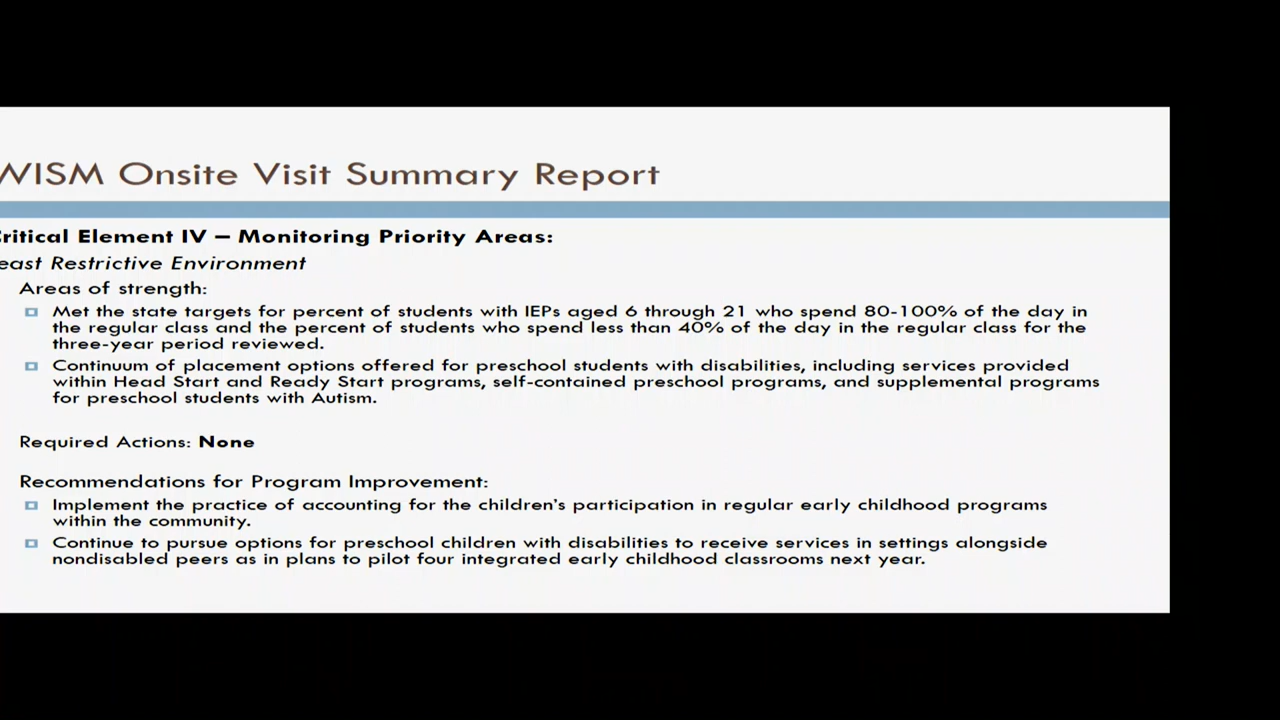 WISM Onsite Visit Summary Report
Critical Element IV – Monitoring Priority Areas:
east Restrictive Environment
Areas of strength:
Met the state targets for percent of students with IEPs aged 6 through 21 who spend 80-100% of the day in
the regular class and the percent of students who spend less than 40% of the day in the regular class for the
three-year period reviewed.
Continuum of placement options offered for preschool students with disabilities, including services provided
within Head Start and Ready Start programs, self-contained preschool programs, and supplemental programs
for preschool students with Autism.
Required Actions: None
Recommendations for Program Improvement:
Implement the practice of accounting for the children's participation in regular early childhood programs
within the community.
Continue to pursue options for preschool children with disabilities to receive services in settings alongside
nondisabled peers as in plans to pilot four integrated early childhood classrooms next year.